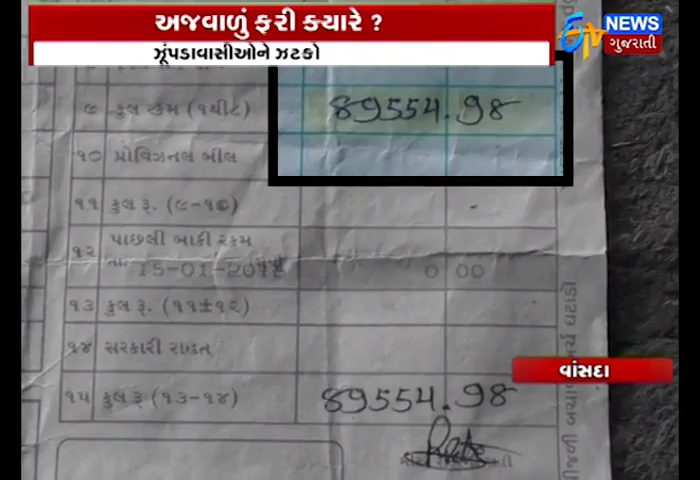 અજવાળું ફરી ક્યારે ?
ઝૂંપડાવાસીઓને ઝટકો
etv NEWS
ગુજરાતી
૯ કુલ રકમ (૧થી૮) 89554.98
૧૦ પ્રોવિઝનલ બીલ
૧૧ કુલ રૂ. (૯-૧૦) -
૧૨ પાછલી બાકી રકમ
તા. 15-01-2012 0 00
૧૩ કુલ રૂ. (૧૧±૧૨)
૧૪ સરકારી રાહત
વાંસદા
૧૫ કુલ રૂ (૧૩-૧૪) 89554.98